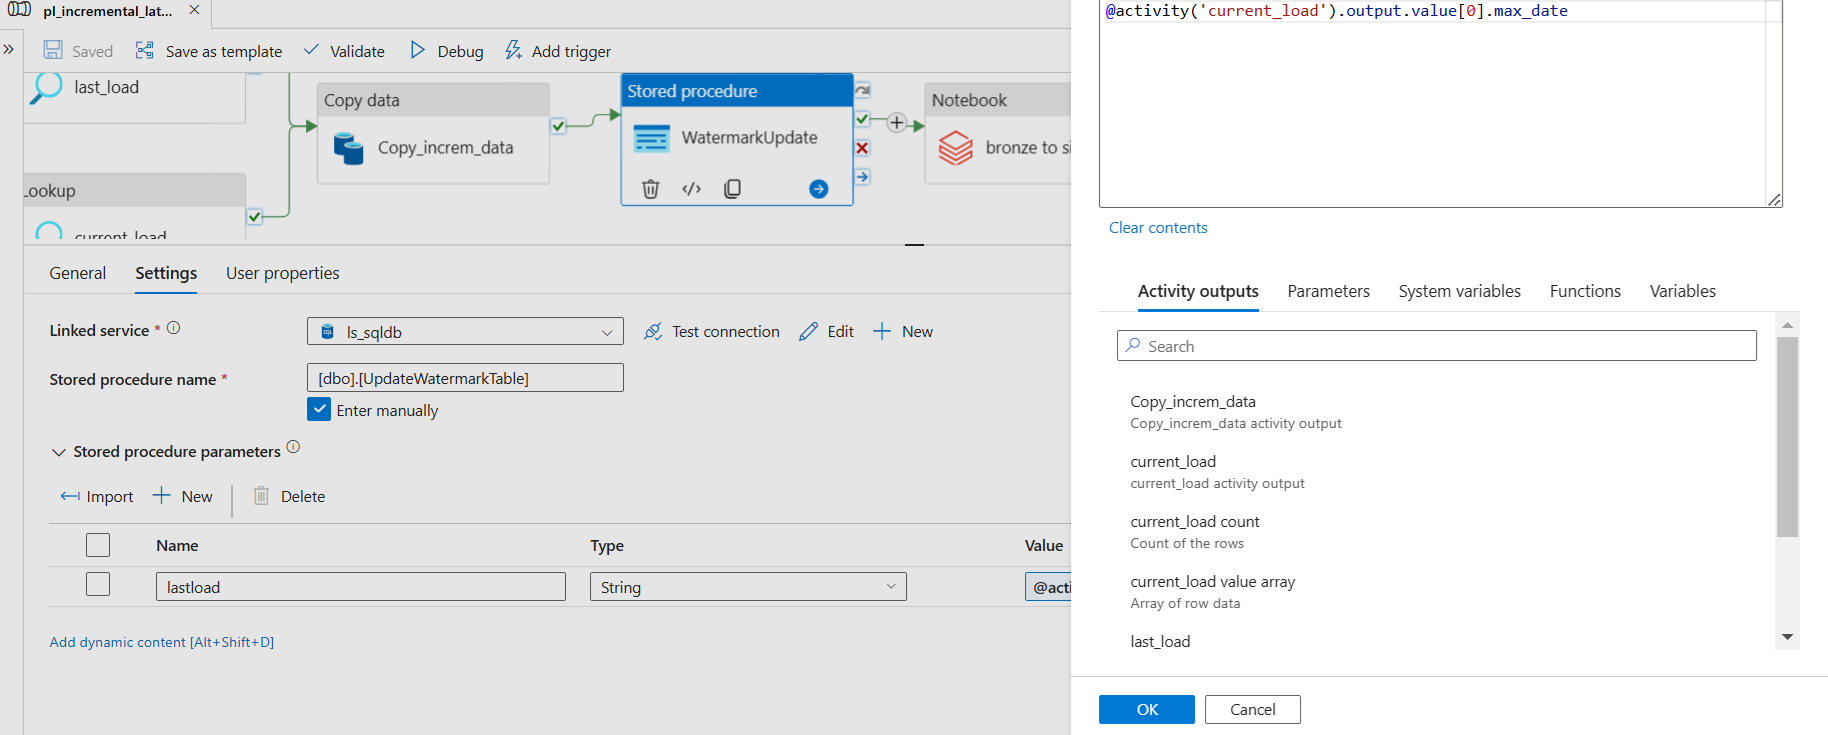 pl_incremental_lat...
Saved
Save as template
Validate
Debug
Add trigger
last_load
Copy data
Copy_increm_data
Stored procedure
WatermarkUpdate
Notebook
bronze to si
Lookup
current_load
General
Settings
User properties
Linked service *
ls_sqldb
Test connection
Edit
New
Stored procedure name *
[dbo].[UpdateWatermarkTable]
Enter manually
Stored procedure parameters
Import
New
Delete
Name
Type
Value
lastload
String
@acti
Add dynamic content [Alt+Shift+D]
@activity('current_load').output.value[0].max_date
Clear contents
Activity outputs
Parameters
System variables
Functions
Variables
Search
Copy_increm_data
Copy_increm_data activity output
current_load
current_load activity output
current_load count
Count of the rows
current_load value array
Array of row data
last_load
OK
Cancel